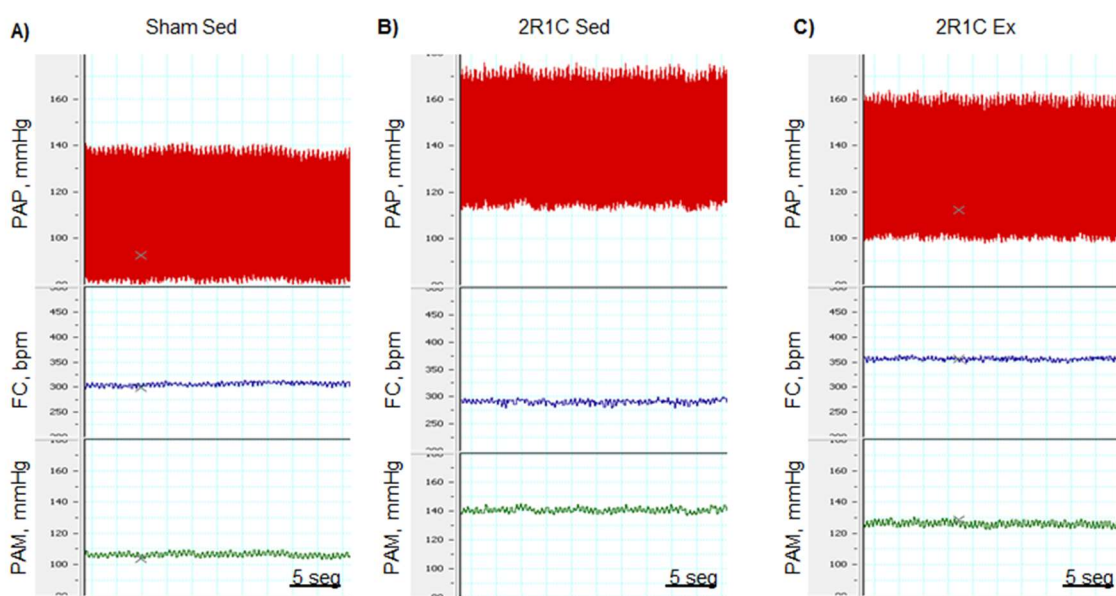 A)
Sham Sed
PAP, mmHg
160
140
120
100
FC, bpm
450
400
350
300
250
PAM, mmHg
160
140
120
100
5 seg
B)
2R1C Sed
PAP, mmHg
160
140
120
100
FC, bpm
450
400
350
300
250
PAM, mmHg
160
140
120
100
5 seg
C)
2R1C Ex
PAP, mmHg
160
140
120
100
FC, bpm
450
400
350
300
250
PAM, mmHg
160
140
120
100
5 seg